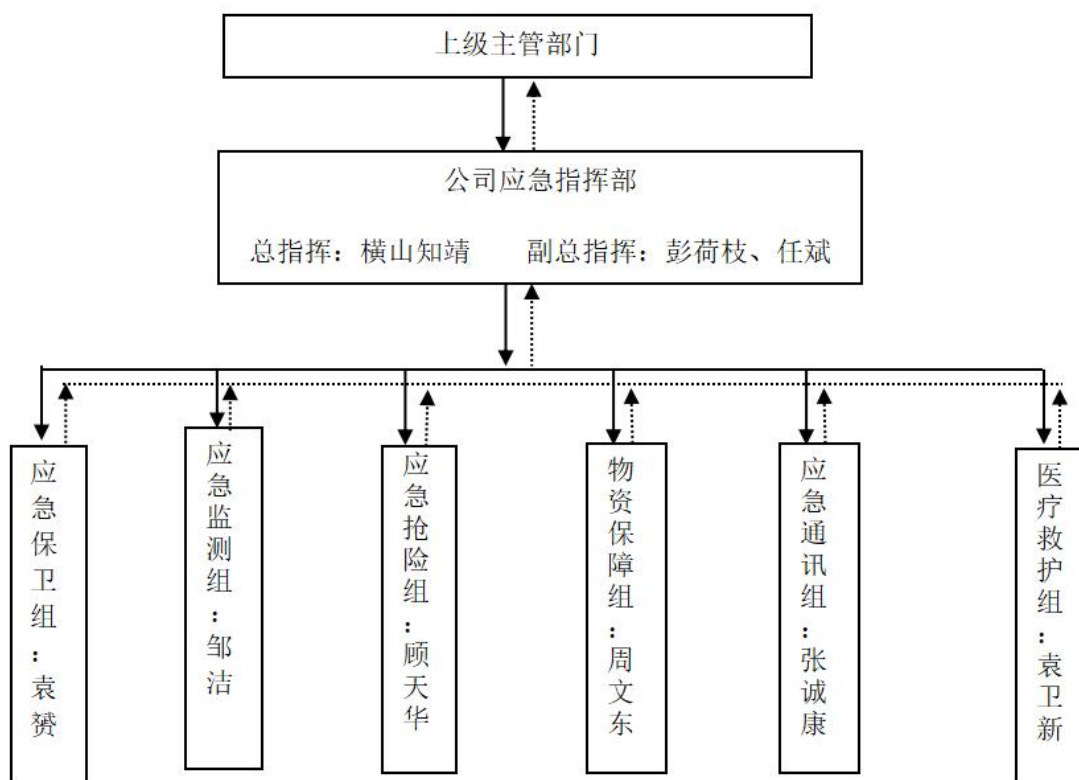 上级主管部门
公司应急指挥部
总指挥：横山知靖 副总指挥：彭荷枝、任斌
应急保卫组：袁赟
应急监测组：邹洁
应急抢险组：顾天华
物资保障组：周文东
应急通讯组：张诚康
医疗救护组：袁卫新